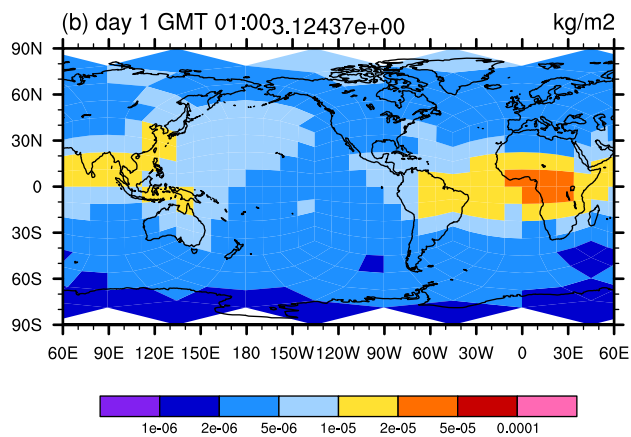 (b) day 1 GMT 01:00 3.12437e+00 kg/m2
90N
60N
30N
0
30S
60S
90S
60E 90E 120E 150E 180 150W 120W 90W 60W 30W 0 30E 60E
1e-06 2e-06 5e-06 1e-05 2e-05 5e-05 0.0001